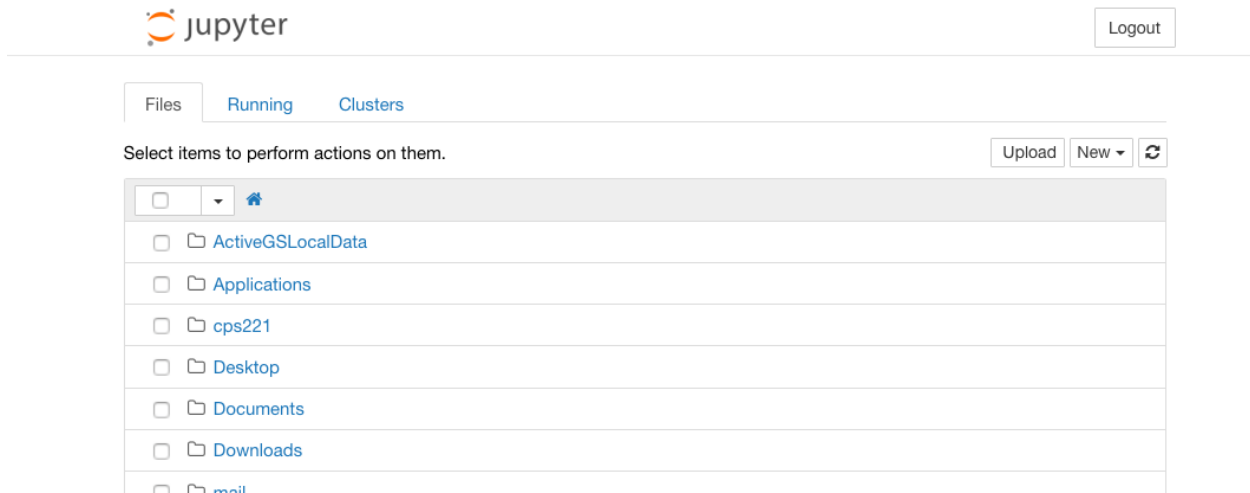 jupyter
Logout
Files Running Clusters
Select items to perform actions on them.
Upload New
ActiveGSLocalData
Applications
cps221
Desktop
Documents
Downloads
mail